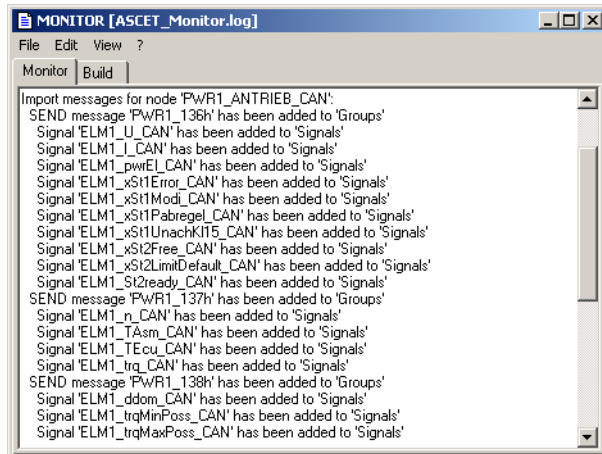 MONITOR [ASCET_Monitor.log]
File Edit View ?
Monitor Build
Import messages for node 'PWR1_ANTRIEB_CAN':
SEND message 'PWR1_136h' has been added to 'Groups'
Signal 'ELM1_U_CAN' has been added to 'Signals'
Signal 'ELM1_I_CAN' has been added to 'Signals'
Signal 'ELM1_pwrEl_CAN' has been added to 'Signals'
Signal 'ELM1_xSt1Error_CAN' has been added to 'Signals'
Signal 'ELM1_xSt1Modi_CAN' has been added to 'Signals'
Signal 'ELM1_xSt1Pabregel_CAN' has been added to 'Signals'
Signal 'ELM1_xSt1UnachKl15_CAN' has been added to 'Signals'
Signal 'ELM1_xSt2Free_CAN' has been added to 'Signals'
Signal 'ELM1_xSt2LimitDefault_CAN' has been added to 'Signals'
Signal 'ELM1_St2ready_CAN' has been added to 'Signals'
SEND message 'PWR1_137h' has been added to 'Groups'
Signal 'ELM1_n_CAN' has been added to 'Signals'
Signal 'ELM1_TAsm_CAN' has been added to 'Signals'
Signal 'ELM1_TEcu_CAN' has been added to 'Signals'
Signal 'ELM1_trq_CAN' has been added to 'Signals'
SEND message 'PWR1_138h' has been added to 'Groups'
Signal 'ELM1_ddom_CAN' has been added to 'Signals'
Signal 'ELM1_trqMinPoss_CAN' has been added to 'Signals'
Signal 'ELM1_trqMaxPoss_CAN' has been added to 'Signals'